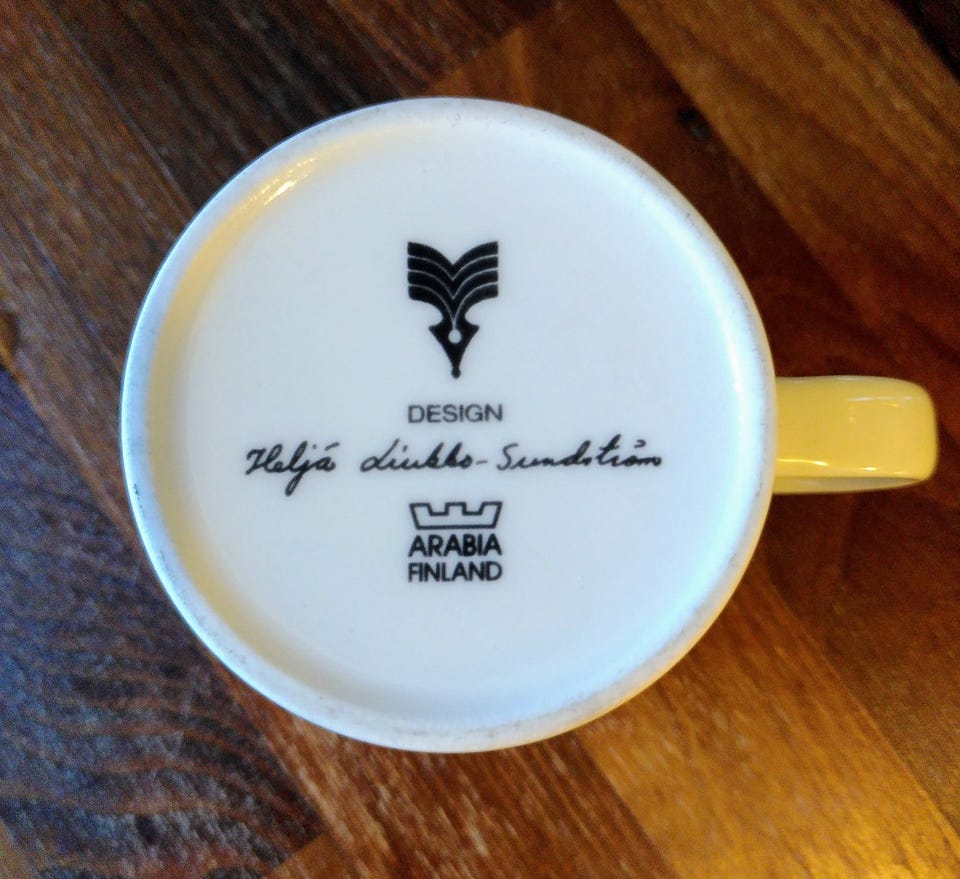 DESIGN
Heljä Liukko-Sundström
ARABIA
FINLAND